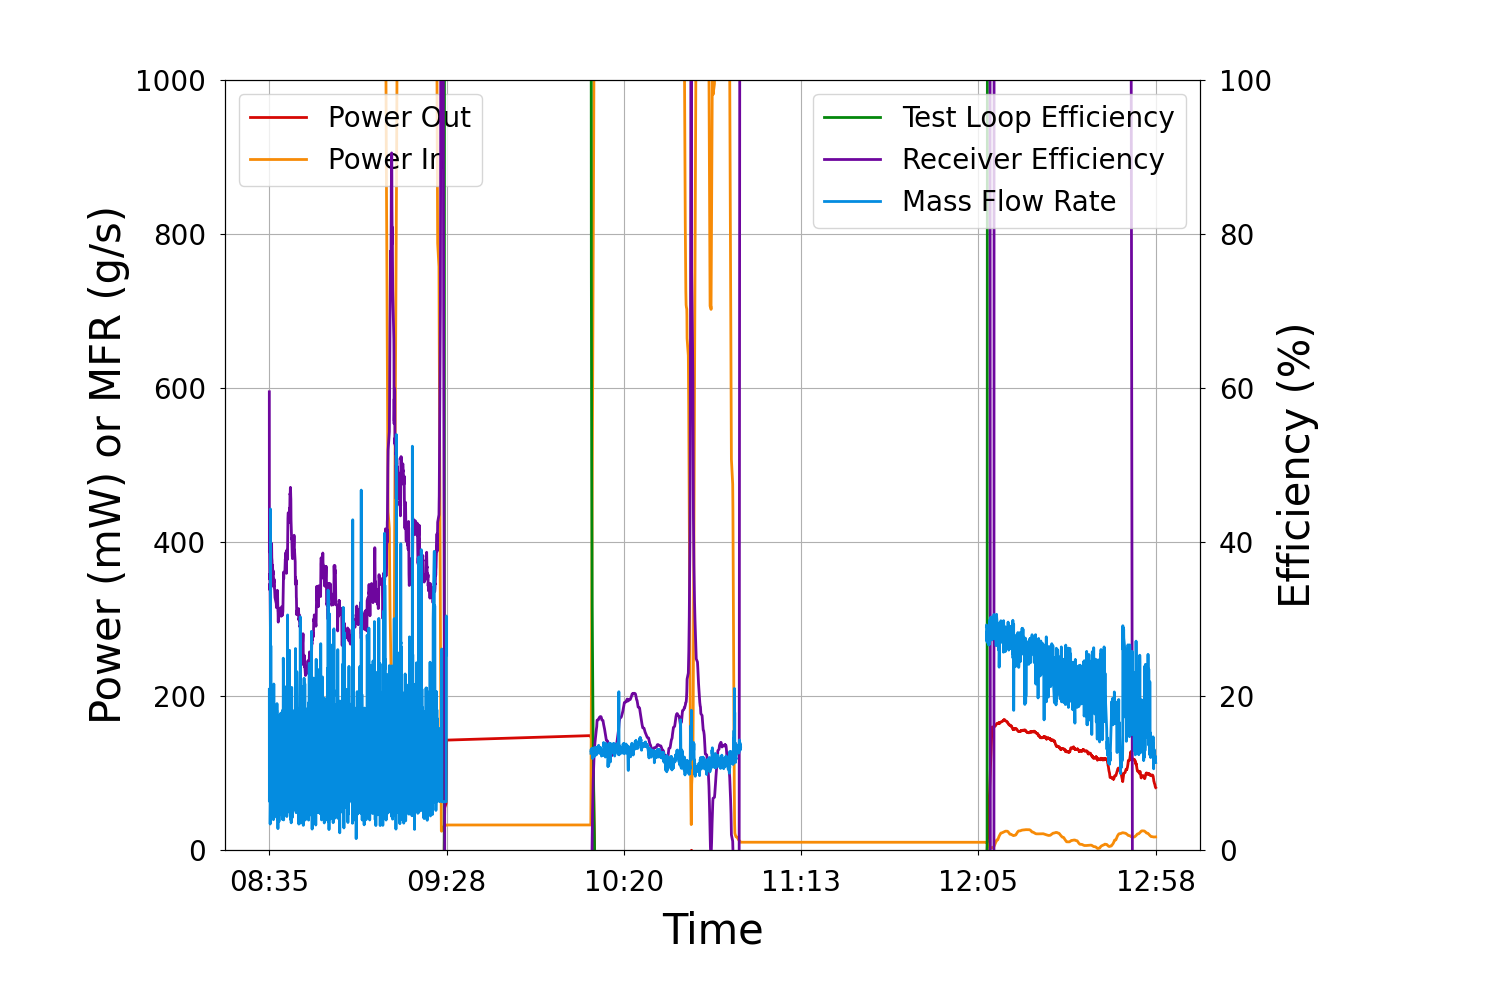 1000
800
600
400
200
0
Power (mW) or MFR (g/s)
Power Out
Power In
Test Loop Efficiency
Receiver Efficiency
Mass Flow Rate
100
80
60
40
20
0
Efficiency (%)
08:35 09:28 10:20 11:13 12:05 12:58
Time